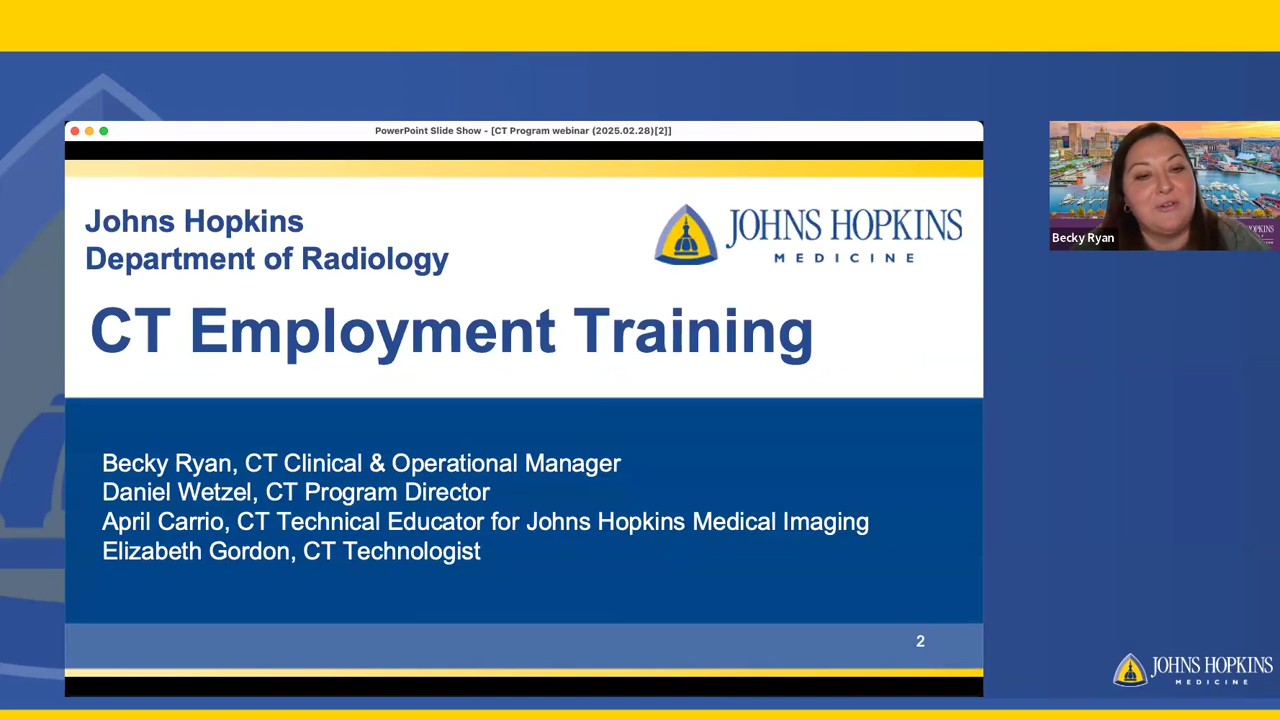 PowerPoint Slide Show - [CT Program webinar (2025.02.28)[2]]
Johns Hopkins
Department of Radiology
JOHNS HOPKINS
MEDICINE
CT Employment Training
Becky Ryan, CT Clinical & Operational Manager
Daniel Wetzel, CT Program Director
April Carrio, CT Technical Educator for Johns Hopkins Medical Imaging
Elizabeth Gordon, CT Technologist
2
Becky Ryan
JOHNS HOPKINS
MEDICINE